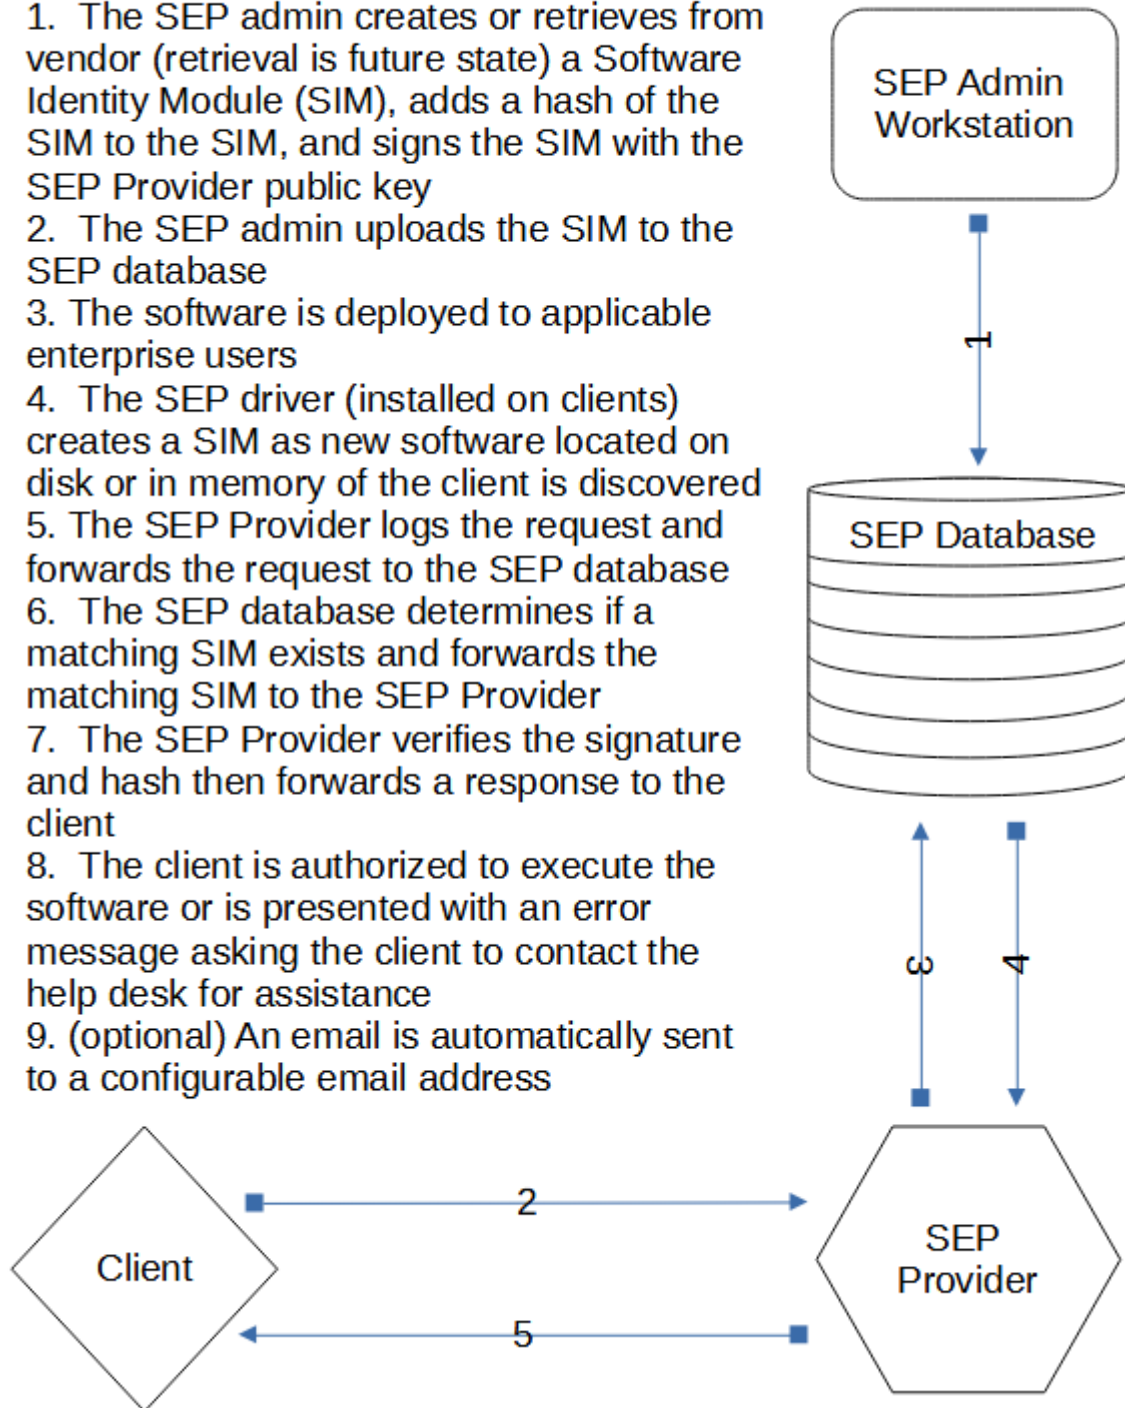 1.  The SEP admin creates or retrieves from
vendor (retrieval is future state) a Software
Identity Module (SIM), adds a hash of the
SIM to the SIM, and signs the SIM with the
SEP Provider public key
2.  The SEP admin uploads the SIM to the
SEP database
3. The software is deployed to applicable
enterprise users
4.  The SEP driver (installed on clients)
creates a SIM as new software located on
disk or in memory of the client is discovered
5. The SEP Provider logs the request and
forwards the request to the SEP database
6.  The SEP database determines if a
matching SIM exists and forwards the
matching SIM to the SEP Provider
7.  The SEP Provider verifies the signature
and hash then forwards a response to the
client
8.  The client is authorized to execute the
software or is presented with an error
message asking the client to contact the
help desk for assistance
9. (optional) An email is automatically sent
to a configurable email address
SEP Admin
Workstation
1
SEP Database
3
4
2
Client
SEP
Provider
5